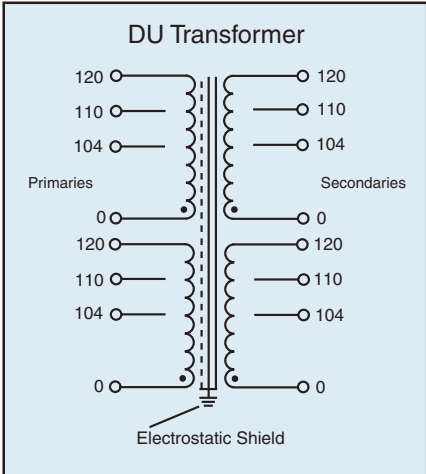 DU Transformer
120 120
110 110
104 104
Primaries Secondaries
0 0
120 120
110 110
104 104
0 0
Electrostatic Shield